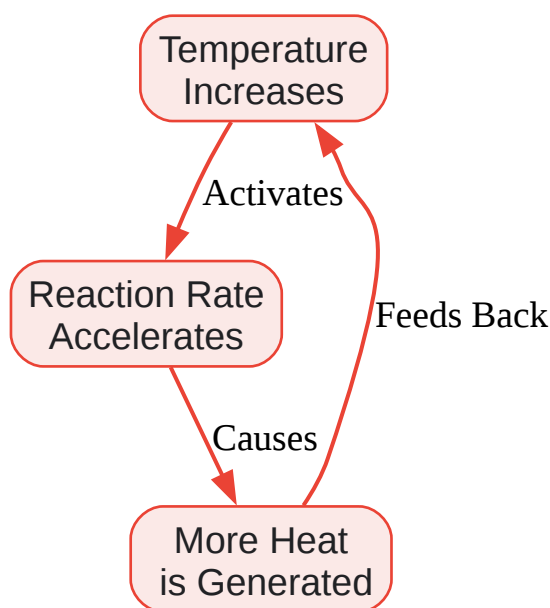 Temperature
Increases
Activates
Reaction Rate
Accelerates
Feeds Back
Causes
More Heat
is Generated